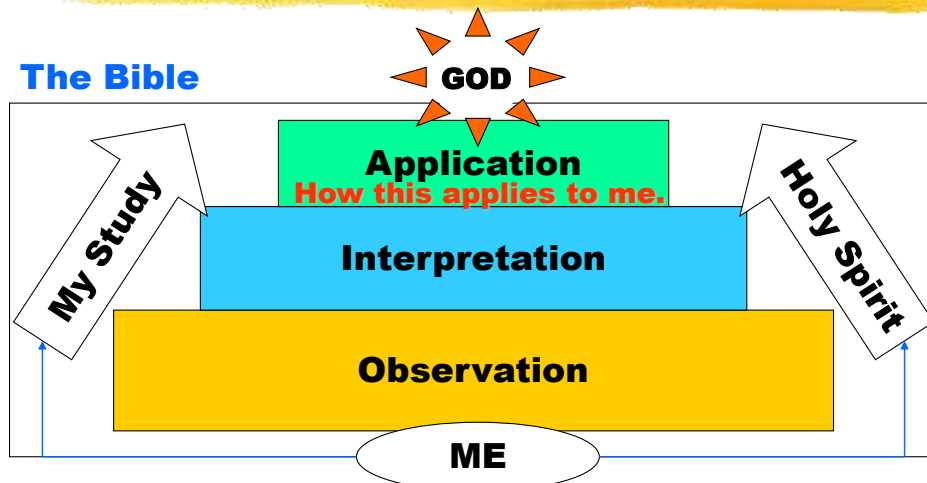 GOD
The Bible
Application
How this applies to me.
My Study
Holy Spirit
Interpretation
Observation
ME